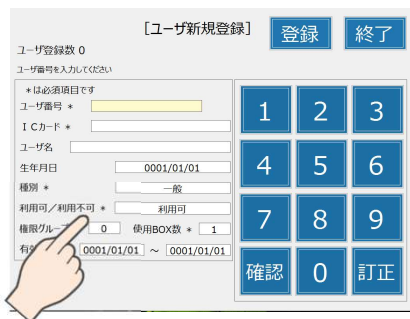 [ユーザ新規登録]
登録
終了
ユーザ登録数 0
ユーザ番号を入力してください
*は必須項目です
ユーザ番号 *
ICカード *
ユーザ名
生年月日 0001/01/01
種別 * 一般
利用可/利用不可 * 利用可
権限グルー 0 使用BOX数 * 1
有 0001/01/01 ~ 0001/01/01
1 2 3
4 5 6
7 8 9
確認 0 訂正